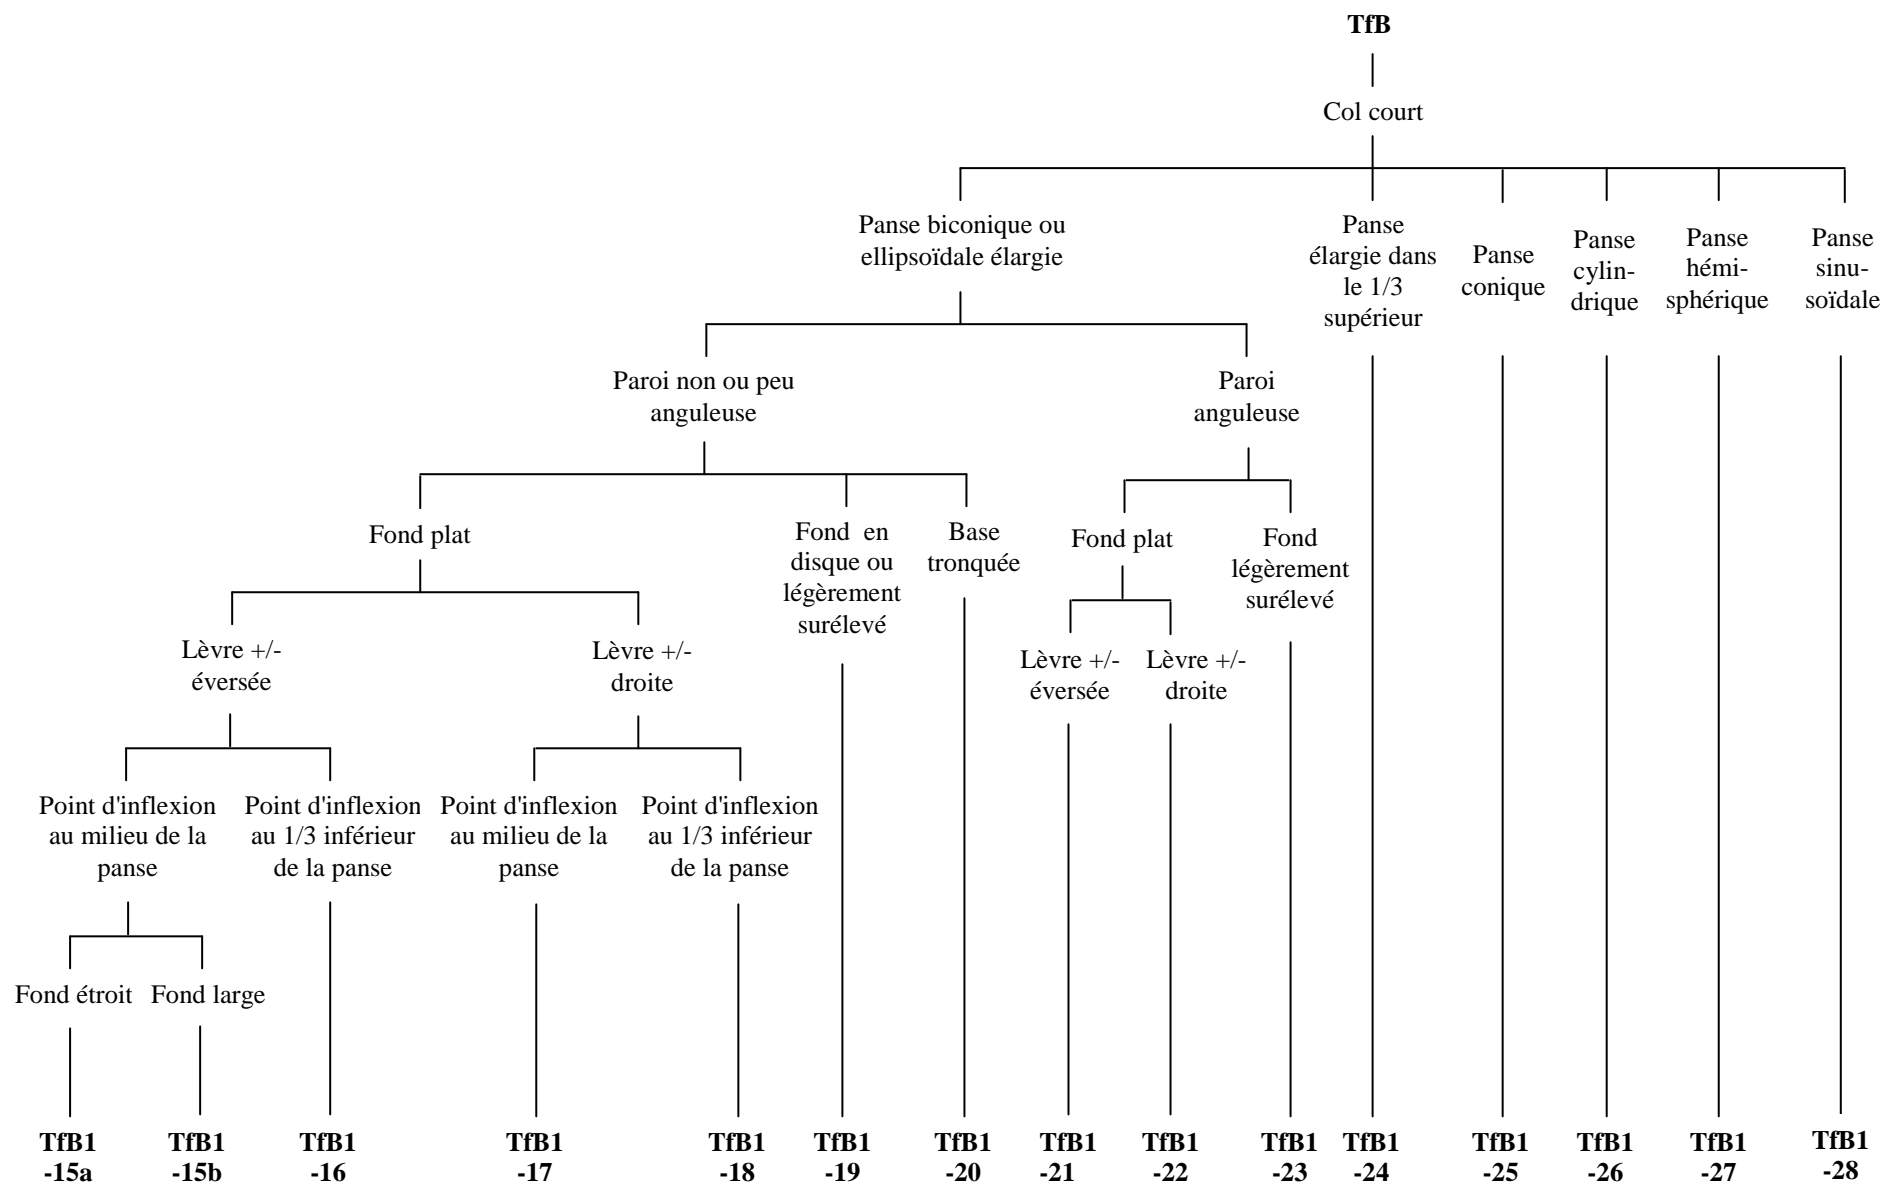 TfB
Col court
Panse biconique ou
ellipsoïdale élargie
Panse
élargie dans
le 1/3
supérieur
Panse
conique
Panse
cylin-
drique
Panse
hémi-
sphérique
Panse
sinu-
soïdale
Paroi non ou peu
anguleuse
Paroi
anguleuse
Fond plat
Fond en
disque ou
légèrement
surélevé
Base
tronquée
Fond plat
Fond
légèrement
surélevé
Lèvre +/-
éversée
Lèvre +/-
droite
Lèvre +/-
éversée
Lèvre +/-
droite
Point d'inflexion
au milieu de la
panse
Point d'inflexion
au 1/3 inférieur
de la panse
Point d'inflexion
au milieu de la
panse
Point d'inflexion
au 1/3 inférieur
de la panse
Fond étroit
Fond large
TfB1
-15a
TfB1
-15b
TfB1
-16
TfB1
-17
TfB1
-18
TfB1
-19
TfB1
-20
TfB1
-21
TfB1
-22
TfB1
-23
TfB1
-24
TfB1
-25
TfB1
-26
TfB1
-27
TfB1
-28